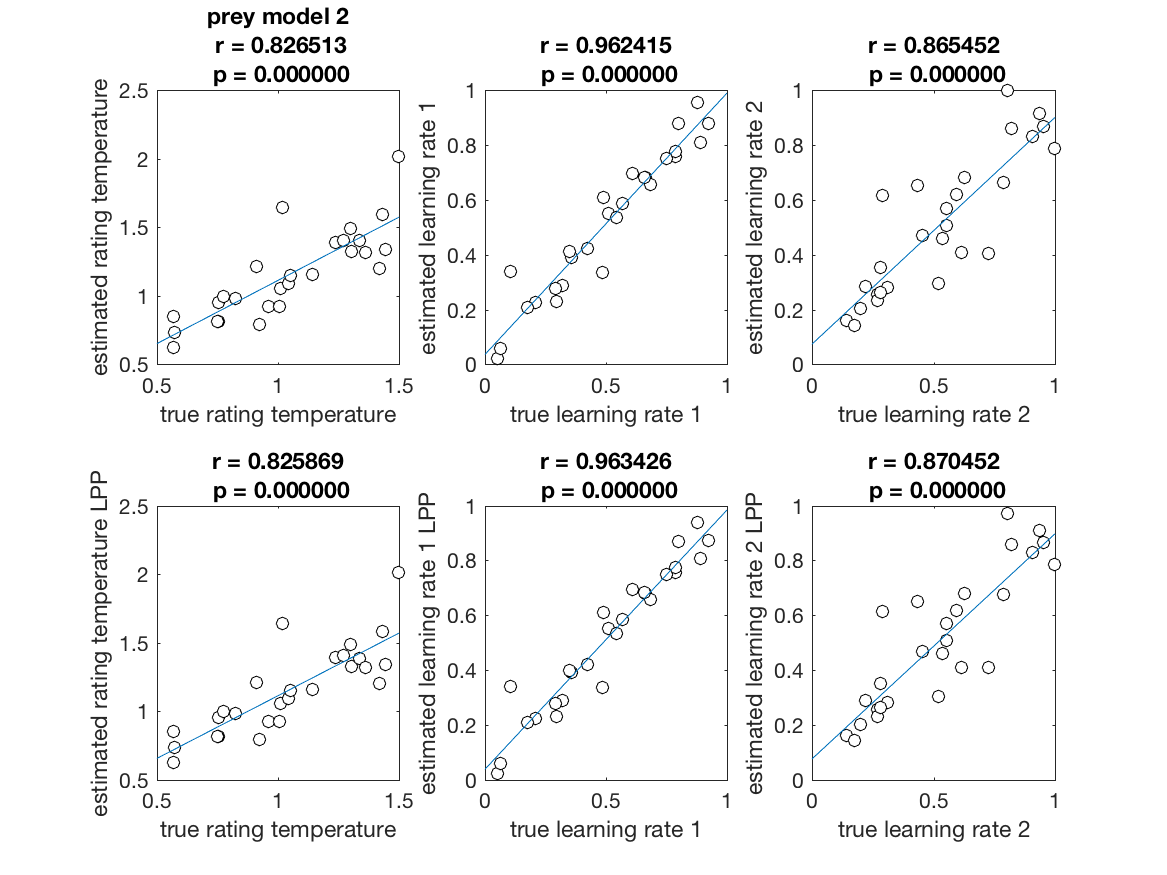 prey model 2
r = 0.826513
p = 0.000000
r = 0.962415
p = 0.000000
r = 0.865452
p = 0.000000
estimated rating temperature
2.5
2
1.5
1
0.5
0.5
1
1.5
true rating temperature
estimated learning rate 1
1
0.8
0.6
0.4
0.2
0
0
0.5
1
true learning rate 1
estimated learning rate 2
1
0.8
0.6
0.4
0.2
0
0
0.5
1
true learning rate 2
r = 0.825869
p = 0.000000
r = 0.963426
p = 0.000000
r = 0.870452
p = 0.000000
estimated rating temperature LPP
2.5
2
1.5
1
0.5
0.5
1
1.5
true rating temperature
estimated learning rate 1 LPP
1
0.8
0.6
0.4
0.2
0
0
0.5
1
true learning rate 1
estimated learning rate 2 LPP
1
0.8
0.6
0.4
0.2
0
0
0.5
1
true learning rate 2